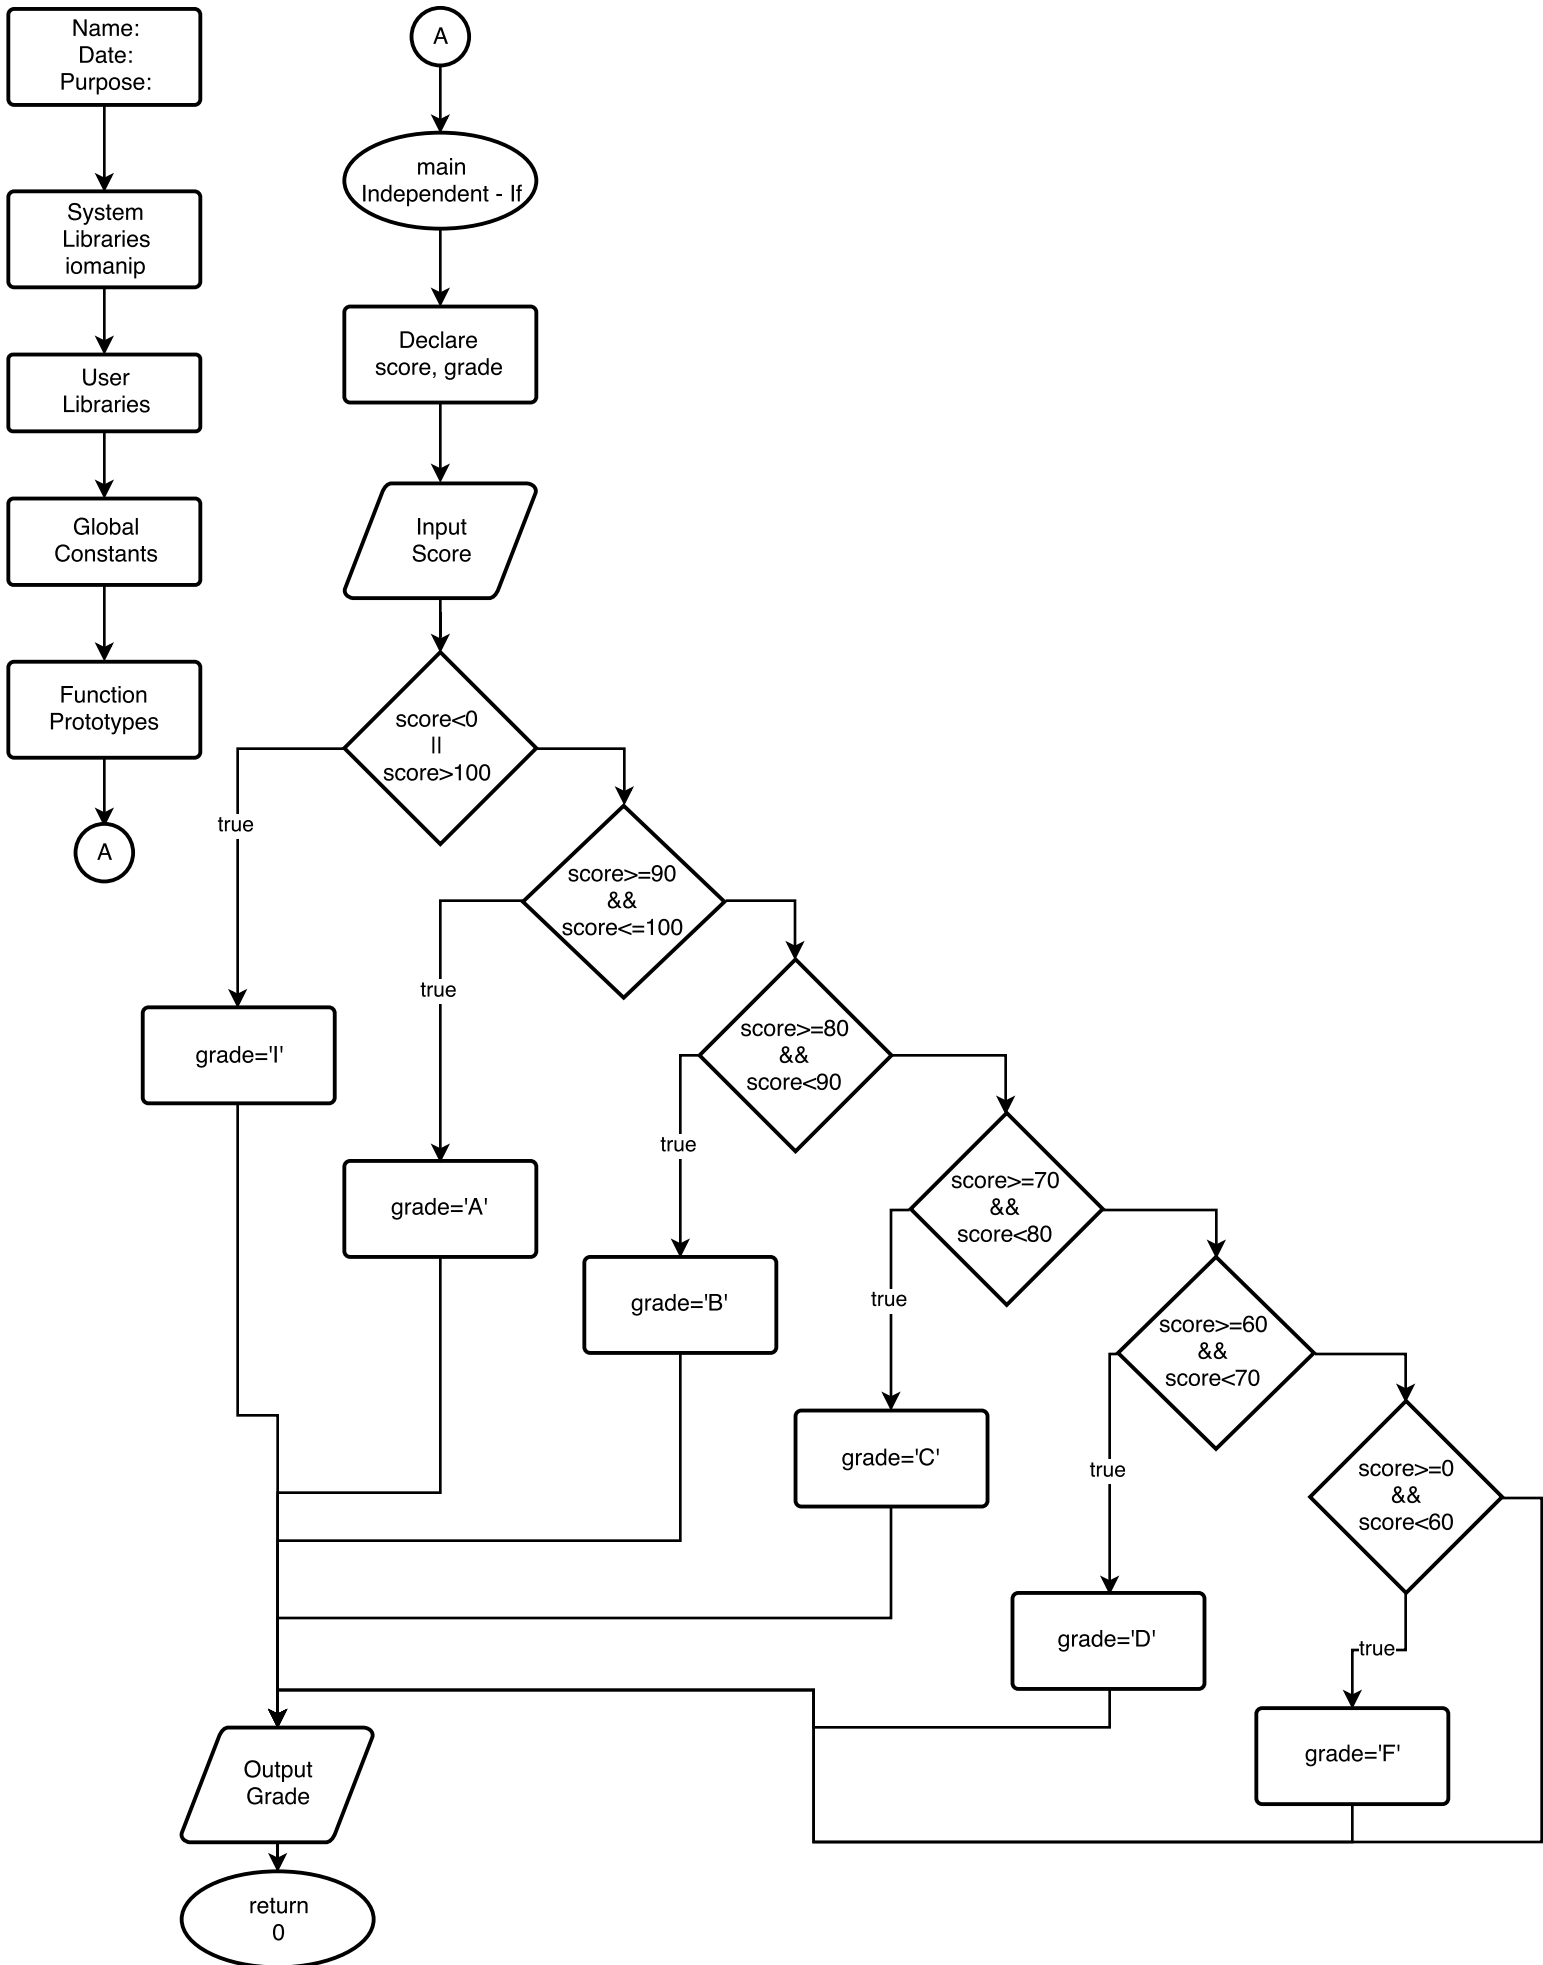 Name:
Date:
Purpose:
System
Libraries
iomanip
User
Libraries
Global
Constants
Function
Prototypes
A
A
main
Independent - If
Declare
score, grade
Input
Score
score<0
||
score>100
true
grade='I'
score>=90
&&
score<=100
true
grade='A'
score>=80
&&
score<90
true
grade='B'
score>=70
&&
score<80
true
grade='C'
score>=60
&&
score<70
true
grade='D'
score>=0
&&
score<60
true
grade='F'
Output
Grade
return
0